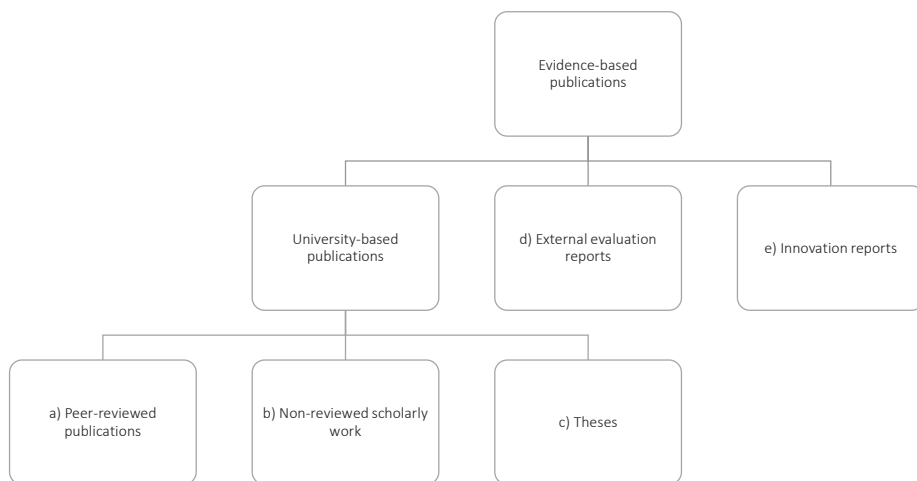 Evidence-based
publications
University-based
publications
d) External evaluation
reports
e) Innovation reports
a) Peer-reviewed
publications
b) Non-reviewed scholarly
work
c) Theses